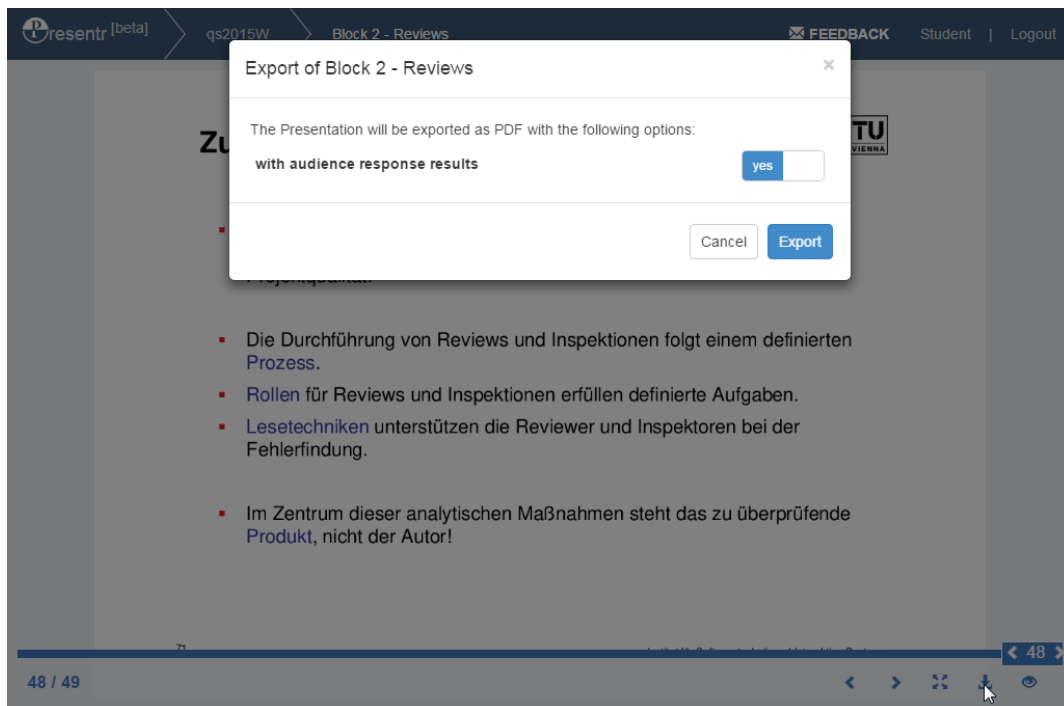 Presentr [beta] qs2015W Block 2 - Reviews FEEDBACK Student | Logout
Export of Block 2 - Reviews ×
The Presentation will be exported as PDF with the following options:
with audience response results yes
Cancel Export
Zu
TU
VIENNA
Die Durchführung von Reviews und Inspektionen folgt einem definierten
Prozess.
Rollen für Reviews und Inspektionen erfüllen definierte Aufgaben.
Lesetechniken unterstützen die Reviewer und Inspektoren bei der
Fehlerfindung.
Im Zentrum dieser analytischen Maßnahmen steht das zu überprüfende
Produkt, nicht der Autor!
71
48
48 / 49